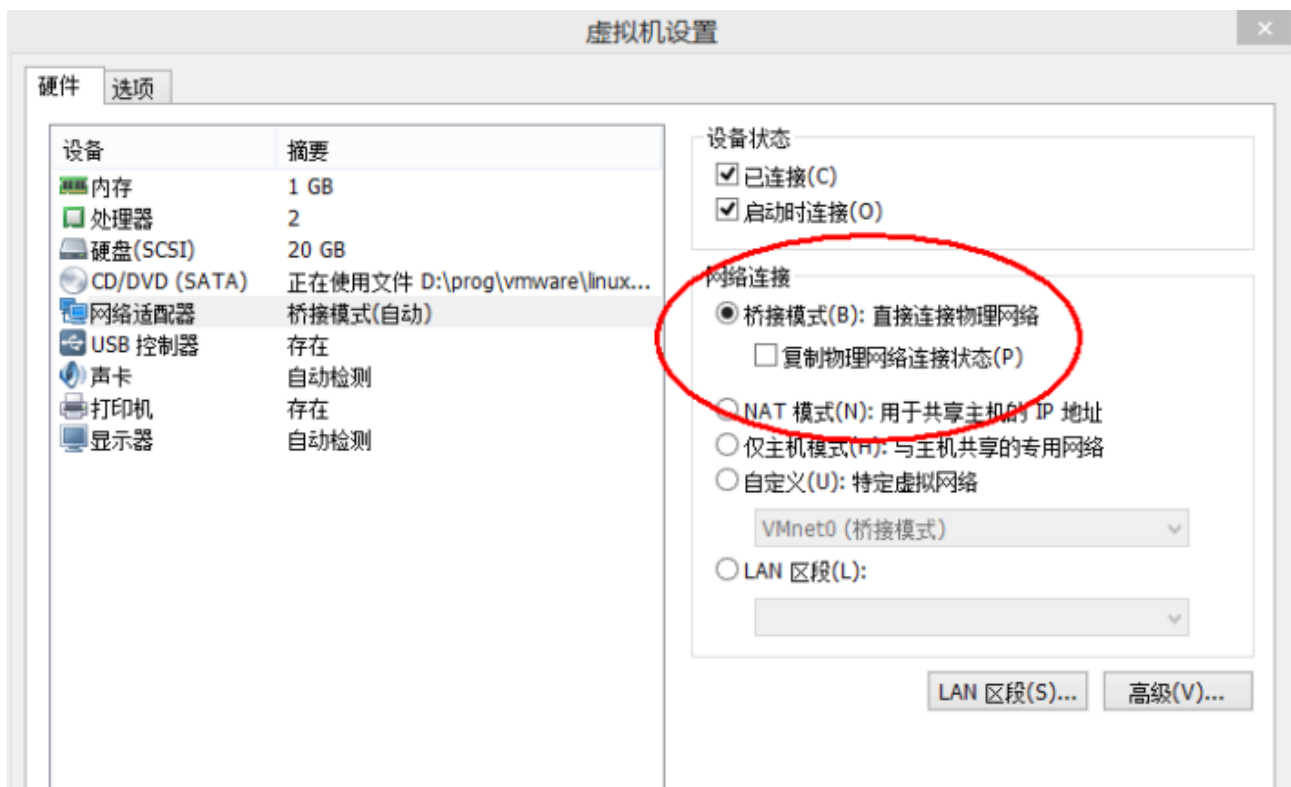 虚拟机设置
硬件
选项
设备 摘要
内存 1 GB
处理器 2
硬盘(SCSI) 20 GB
CD/DVD (SATA) 正在使用文件 D:\prog\vmware\linux...
网络适配器 桥接模式(自动)
USB 控制器 存在
声卡 自动检测
打印机 存在
显示器 自动检测
设备状态
已连接(C)
启动时连接(O)
网络连接
桥接模式(B): 直接连接物理网络
复制物理网络连接状态(P)
NAT 模式(N): 用于共享主机的 IP 地址
仅主机模式(H): 与主机共享的专用网络
自定义(U): 特定虚拟网络
VMnet0 (桥接模式)
LAN 区段(L):
LAN 区段(S)... 高级(V)...